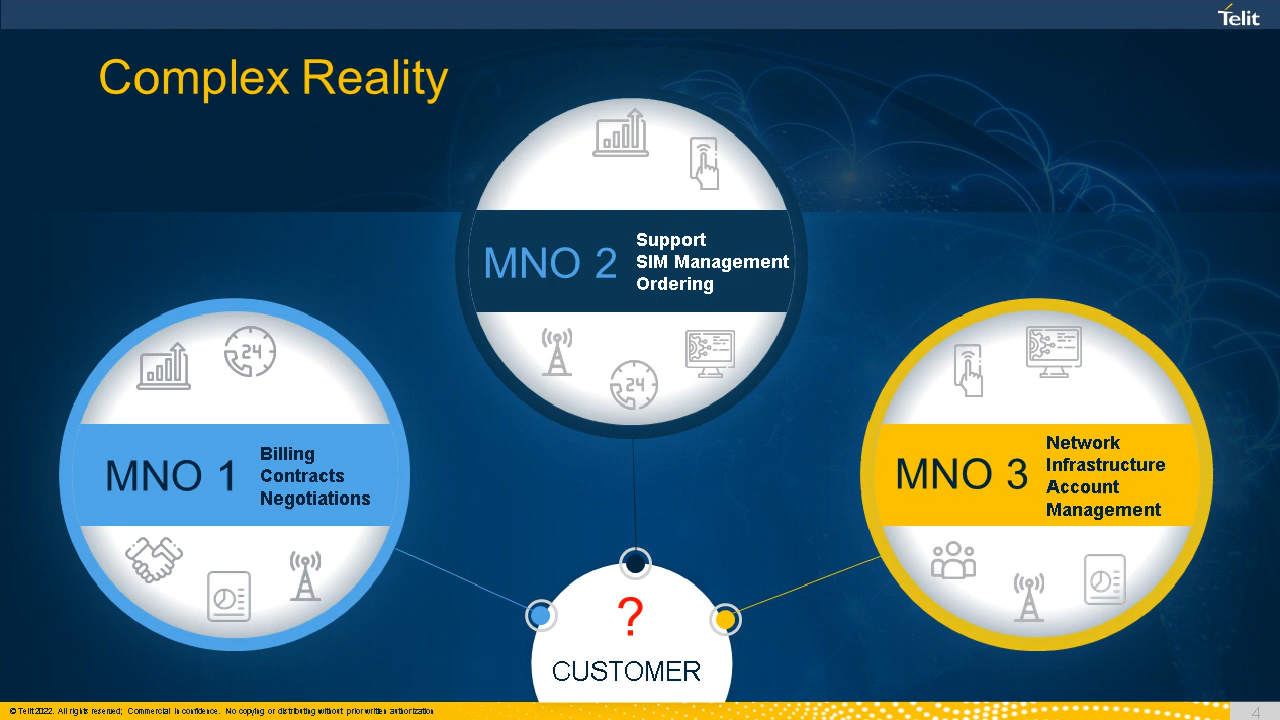 Telit
Complex Reality
MNO 2
Support
SIM Management
Ordering
24
24
MNO 1
Billing
Contracts
Negotiations
MNO 3
Network
Infrastructure
Account
Management
?
CUSTOMER
© Telit 2022. All rights reserved; Commercial in confidence. No copying or distributing without prior written authorization
4